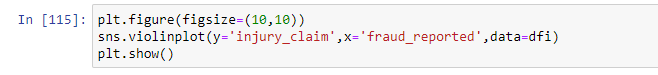 In [115]: plt.figure(figsize=(10,10))
sns.violinplot(y='injury_claim',x='fraud_reported',data=dfi)
plt.show()